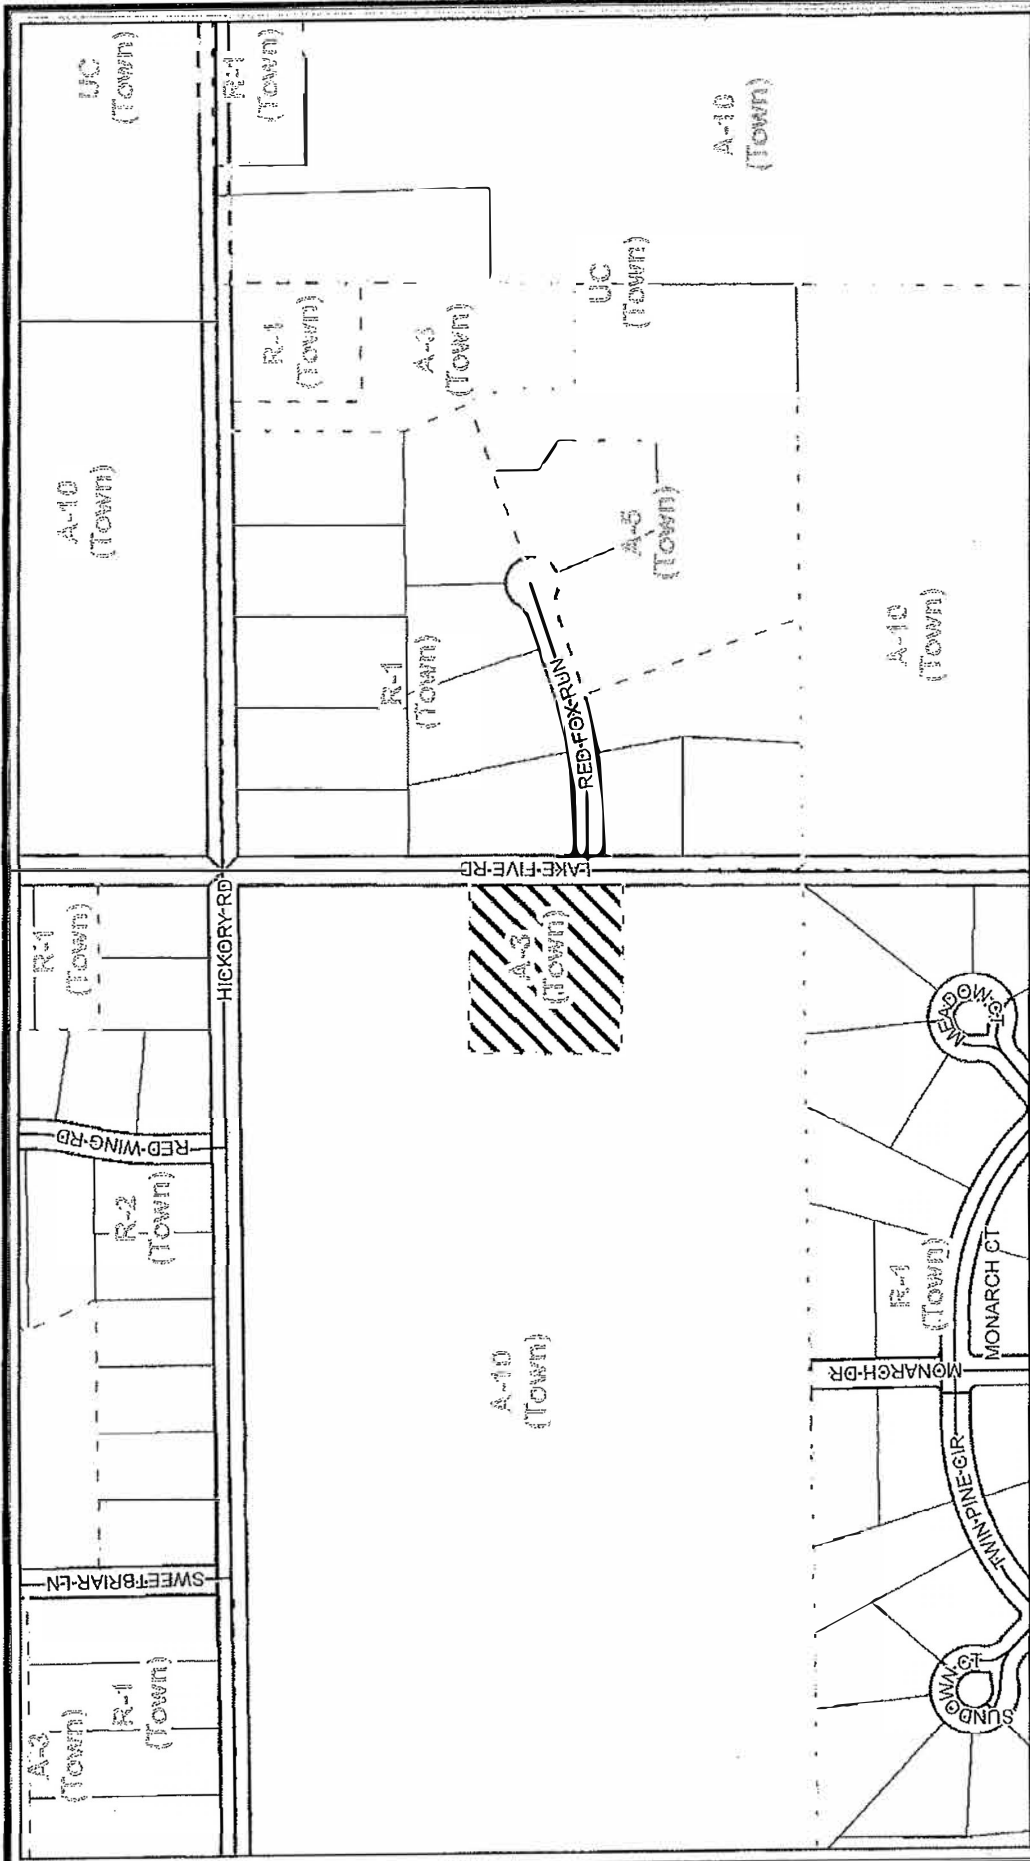 A-3
(Town)
R-1
(Town)
SWEETBRIAR LN
R-2
(Town)
RED WING RD
R-1
(Town)
A-10
(Town)
UC
(Town)
HICKORY RD
R-1
(Town)
R-1
(Town)
A-3
(Town)
R-1
(Town)
LAKE FIVE RD
A-10
(Town)
A-3
(Town)
RED FOX RUN
A-5
(Town)
UC
(Town)
A-10
(Town)
A-10
(Town)
MONARCH DR
R-1
(Town)
SUNDOWN CT
TWIN PINE CIR
MONARCH CT
MEADOW CT